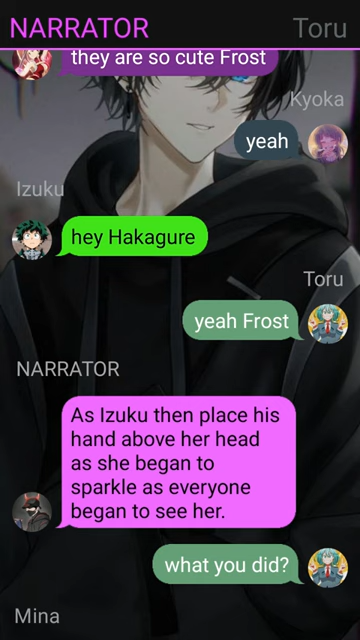 NARRATOR Toru
they are so cute Frost
Kyoka
yeah
Izuku
hey Hakagure
Toru
yeah Frost
NARRATOR
As Izuku then place his
hand above her head
as she began to
sparkle as everyone
began to see her.
what you did?
Mina